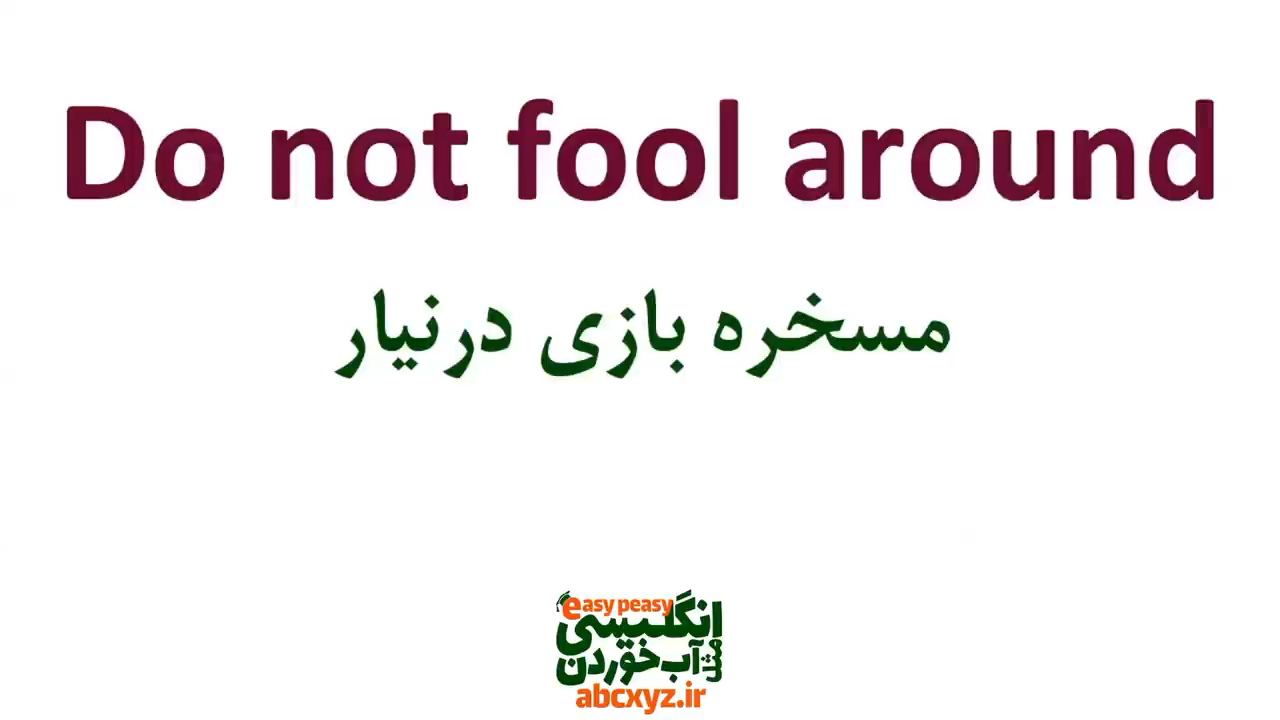 Do not fool around
مسخره بازی درنیار
easy peasy
انگلیسی
مثل آب خوردن
abcxyz.ir